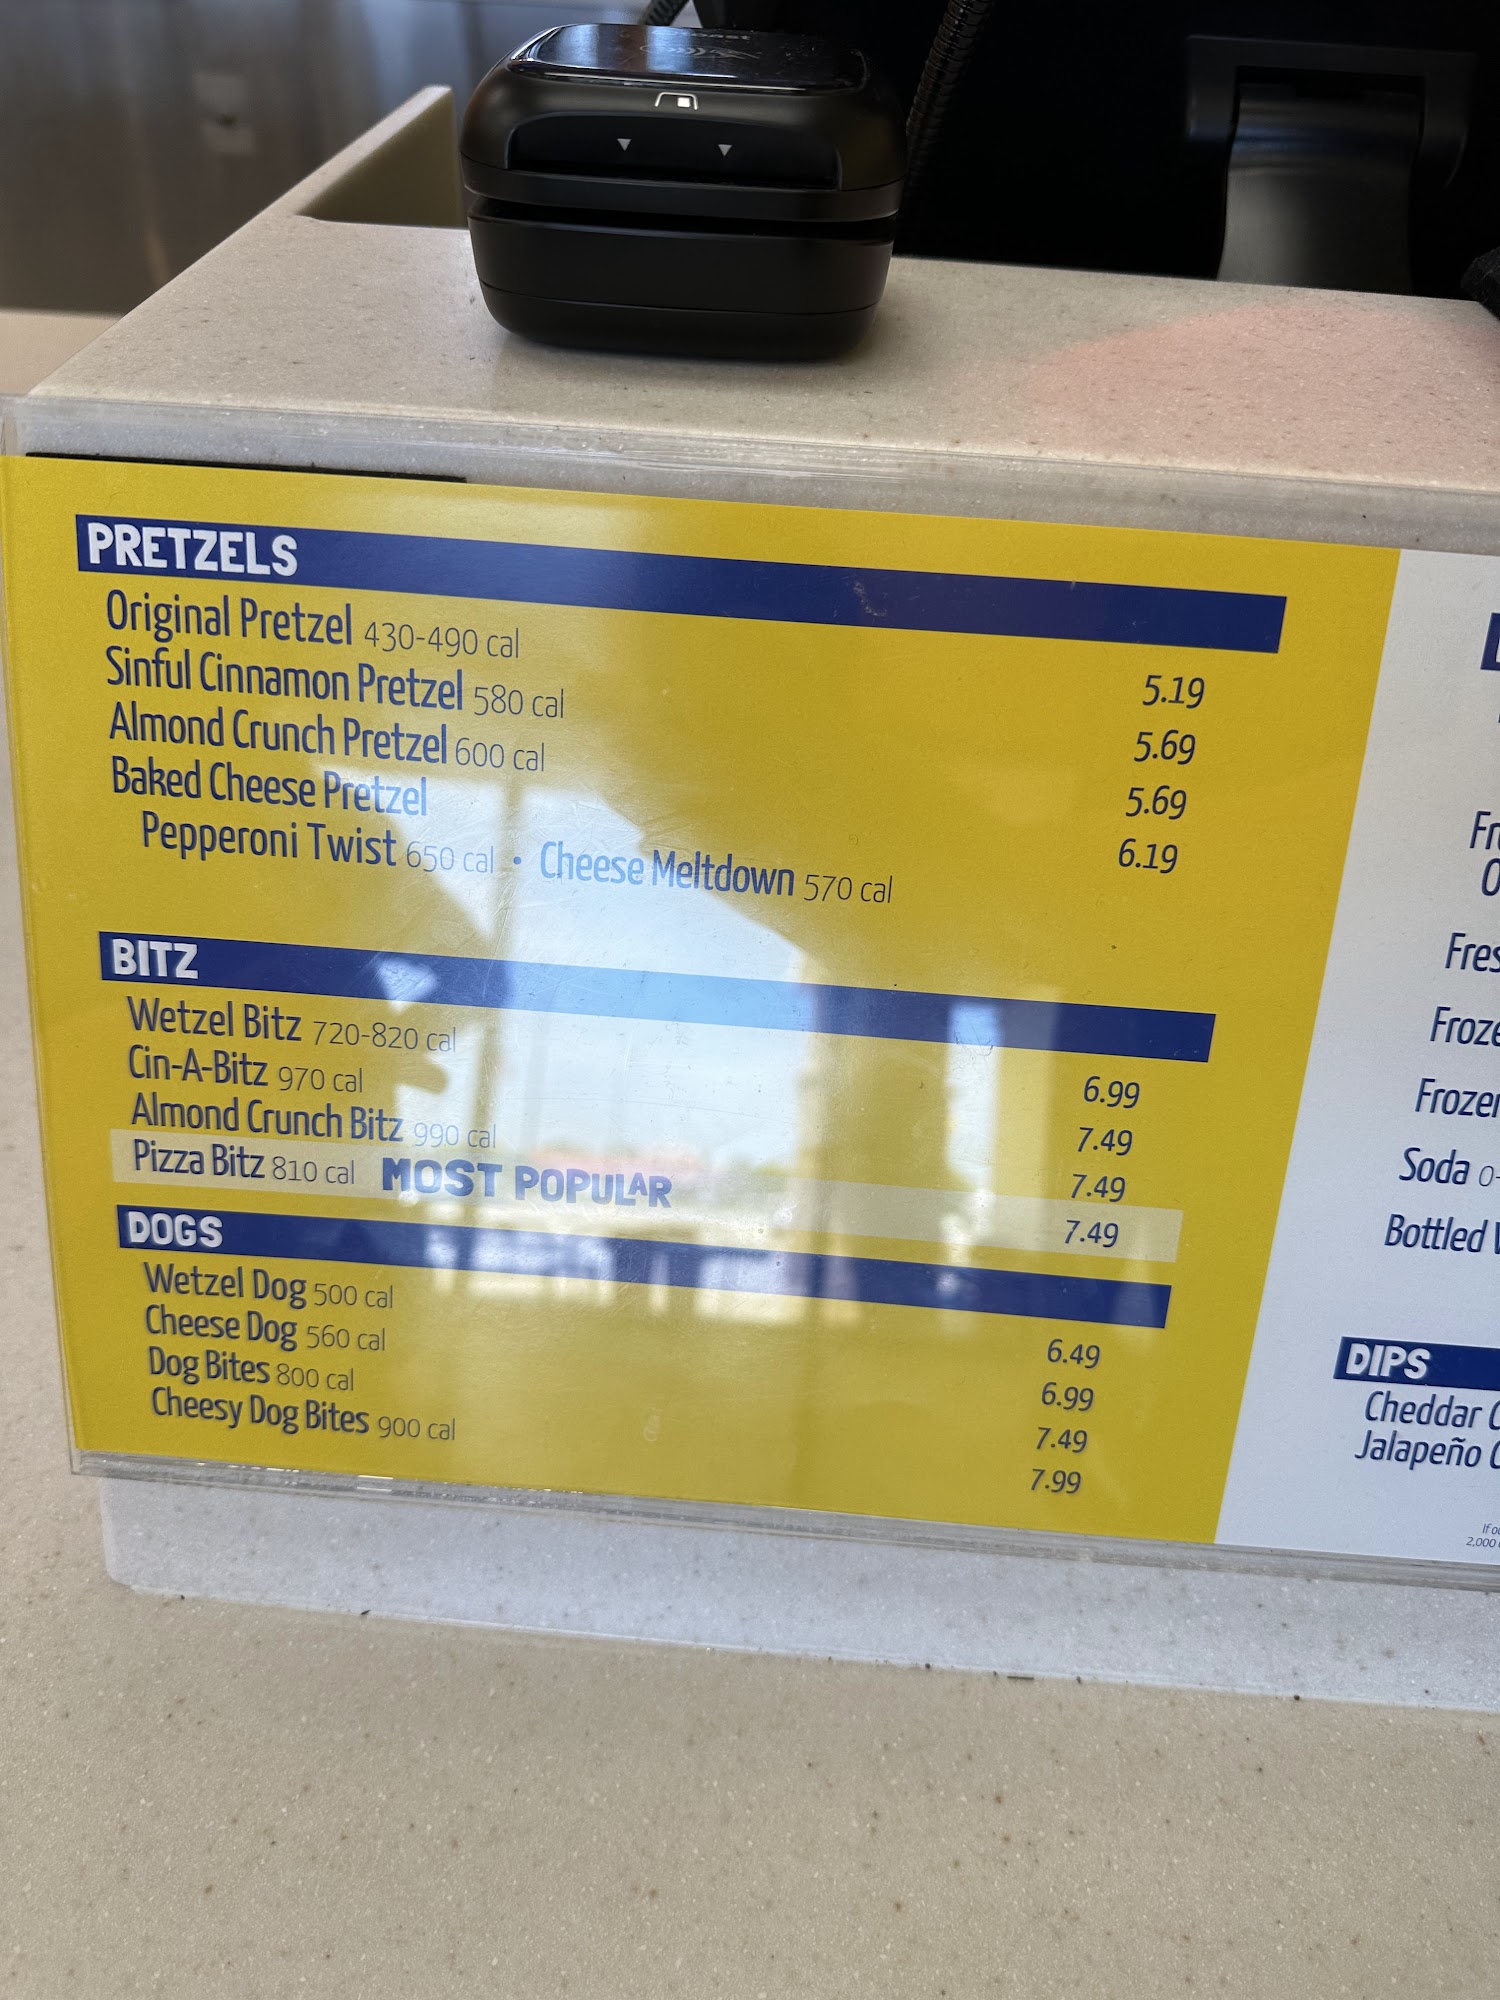 PRETZELS
Original Pretzel 430-490 cal 5.19
Sinful Cinnamon Pretzel 580 cal 5.69
Almond Crunch Pretzel 600 cal 5.69
Baked Cheese Pretzel 6.19
Pepperoni Twist 650 cal • Cheese Meltdown 570 cal
BITZ
Wetzel Bitz 720-820 cal 6.99
Cin-A-Bitz 970 cal 7.49
Almond Crunch Bitz 990 cal 7.49
Pizza Bitz 810 cal MOST POPULAR 7.49
DOGS
Wetzel Dog 500 cal 6.49
Cheese Dog 560 cal 6.99
Dog Bites 800 cal 7.49
Cheesy Dog Bites 900 cal 7.99
Soda
Bottled
DIPS
Cheddar
Jalapeño
2,000